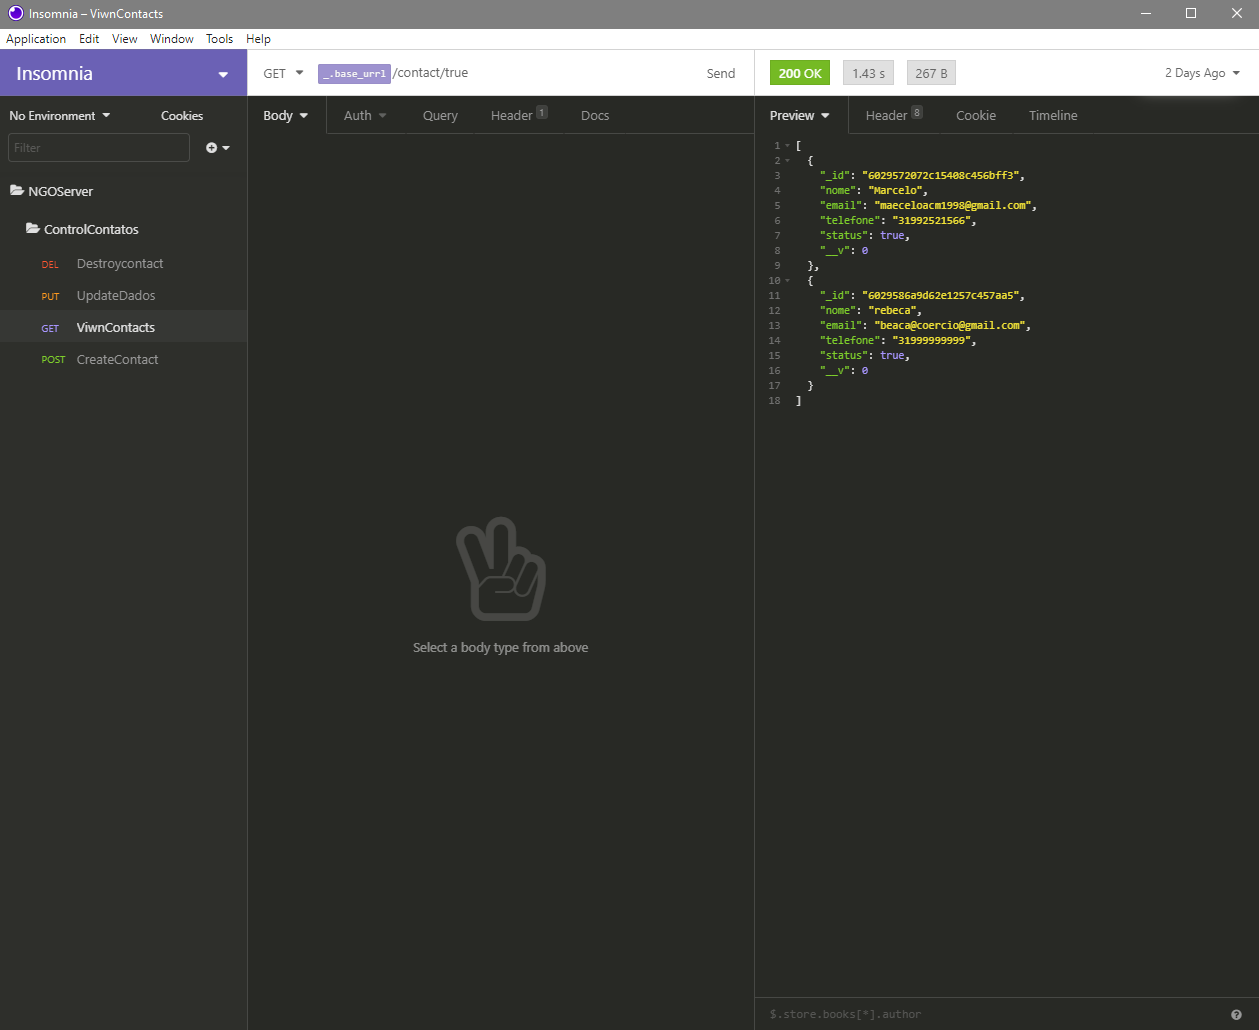 Insomnia – ViwnContacts
Application Edit View Window Tools Help
Insomnia
GET _.base_urrl /contact/true Send
200 OK 1.43 s 267 B 2 Days Ago
No Environment Cookies
Filter
NGOServer
ControlContatos
DEL Destroycontact
PUT UpdateDados
GET ViwnContacts
POST CreateContact
Body Auth Query Header 1 Docs
Select a body type from above
Preview Header 8 Cookie Timeline
1 [
2 {
3 "_id": "6029572072c15408c456bff3",
4 "nome": "Marcelo",
5 "email": "maeceloacm1998@gmail.com",
6 "telefone": "31992521566",
7 "status": true,
8 "__v": 0
9 },
10 {
11 "_id": "6029586a9d62e1257c457aa5",
12 "nome": "rebeca",
13 "email": "beaca@coercio@gmail.com",
14 "telefone": "31999999999",
15 "status": true,
16 "__v": 0
17 }
18 ]
$.store.books[*].author